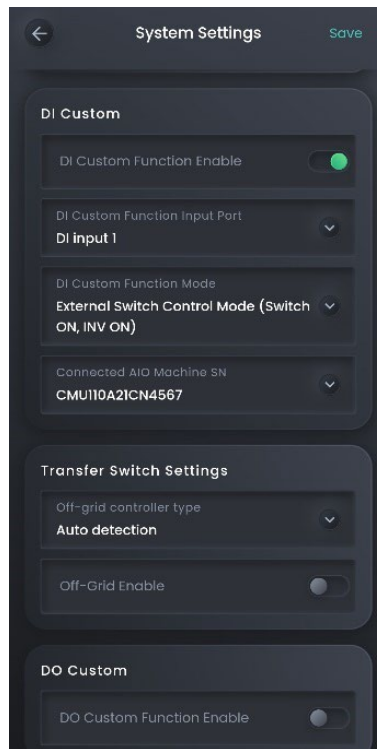 System Settings
Save
DI Custom
DI Custom Function Enable
DI Custom Function Input Port
DI input 1
DI Custom Function Mode
External Switch Control Mode (Switch
ON, INV ON)
Connected AIO Machine SN
CMU110A21CN4567
Transfer Switch Settings
Off-grid controller type
Auto detection
Off-Grid Enable
DO Custom
DO Custom Function Enable